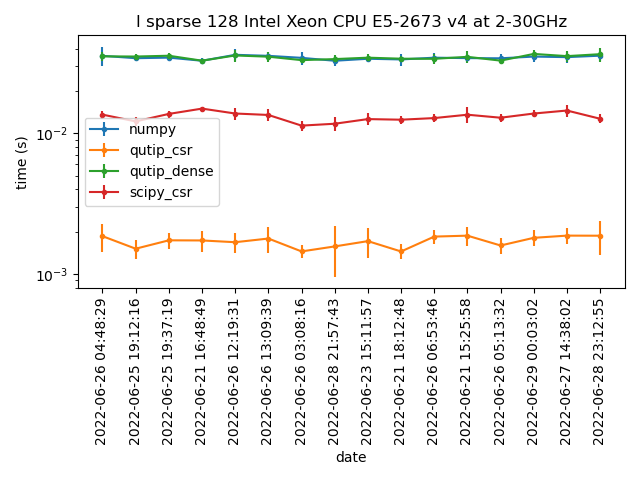 l sparse 128 Intel Xeon CPU E5-2673 v4 at 2-30GHz
time (s)
10⁻²
10⁻³
numpy
qutip_csr
qutip_dense
scipy_csr
2022-06-26 04:48:29
2022-06-25 19:12:16
2022-06-25 19:37:19
2022-06-21 16:48:49
2022-06-26 12:19:31
2022-06-26 13:09:39
2022-06-26 03:08:16
2022-06-28 21:57:43
2022-06-23 15:11:57
2022-06-21 18:12:48
2022-06-26 06:53:46
2022-06-21 15:25:58
2022-06-26 05:13:32
2022-06-29 00:03:02
2022-06-27 14:38:02
2022-06-28 23:12:55
date